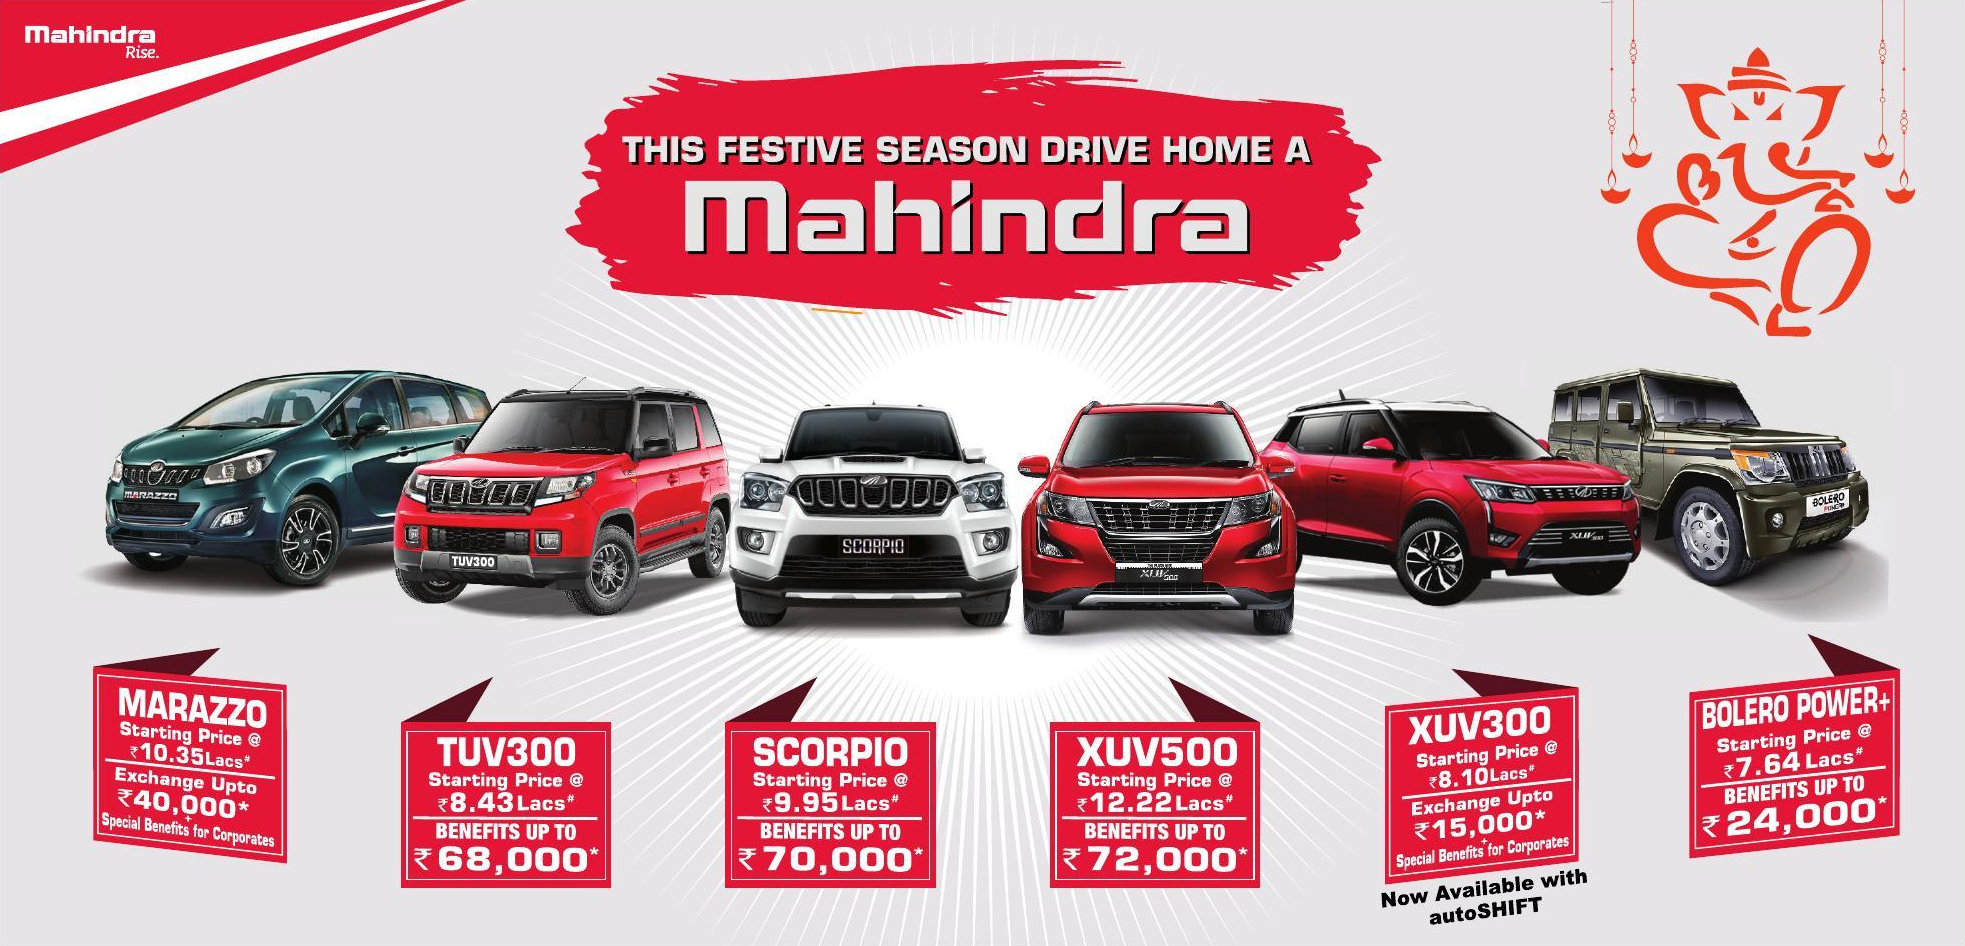 Mahindra
Rise.
THIS FESTIVE SEASON DRIVE HOME A
Mahindra
MARAZZO
TUV300
SCORPIO
XUV500
XUV300
BOLERO
POWER+
MARAZZO
Starting Price @
₹10.35Lacs#
Exchange Upto
₹40,000*
+
Special Benefits for Corporates
TUV300
Starting Price @
₹8.43Lacs#
BENEFITS UP TO
₹68,000*
SCORPIO
Starting Price @
₹9.95Lacs#
BENEFITS UP TO
₹70,000*
XUV500
Starting Price @
₹12.22Lacs#
BENEFITS UP TO
₹72,000*
XUV300
Starting Price @
₹8.10Lacs#
Exchange Upto
₹15,000*
+
Special Benefits for Corporates
Now Available with
autoSHIFT
BOLERO POWER+
Starting Price @
₹7.64 Lacs#
BENEFITS UP TO
₹24,000*